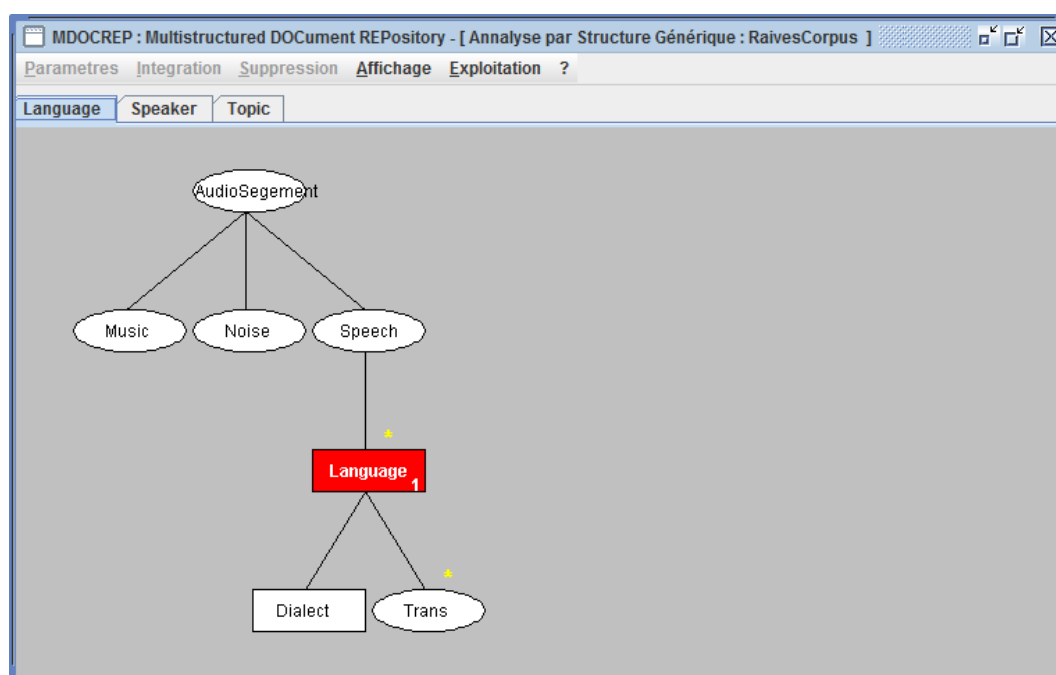 MDOCREP : Multistructured DOCument REPository - [ Annalyse par Structure Générique : RaivesCorpus ]
Parametres Integration Suppression Affichage Exploitation ?
Language Speaker Topic
AudioSegement
Music Noise Speech
*
Language 1
*
Dialect Trans